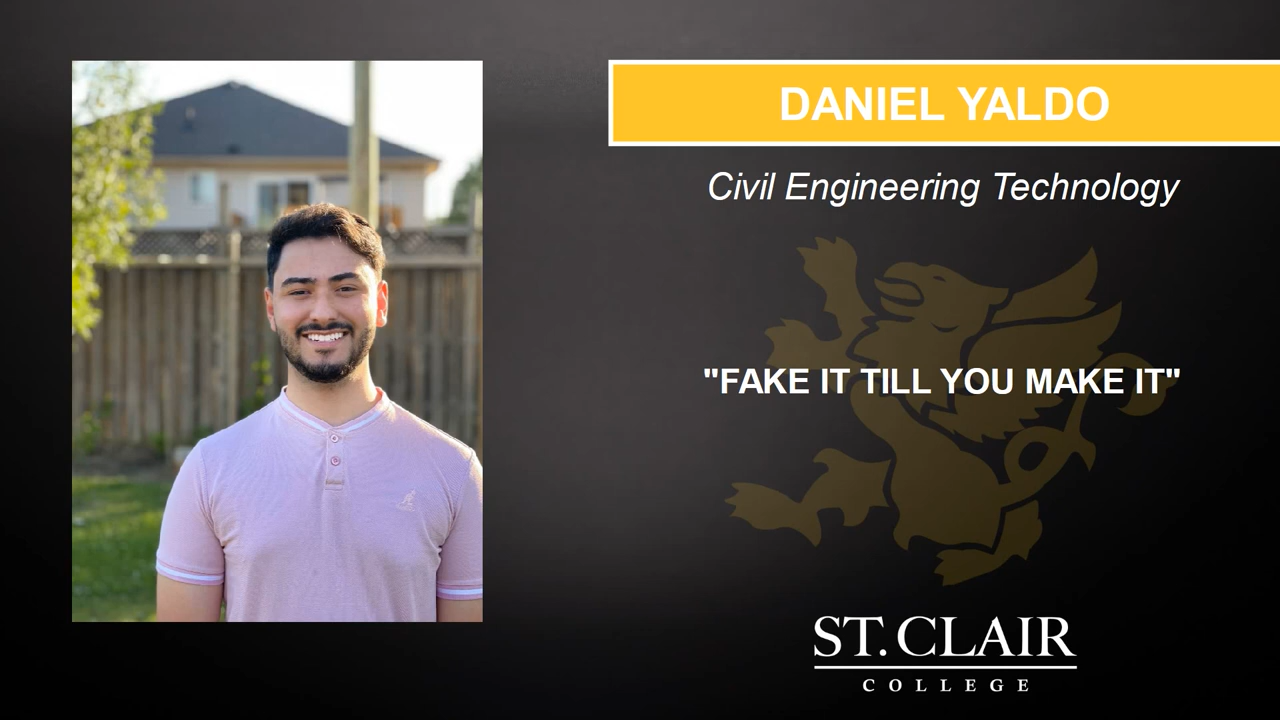 DANIEL YALDO
Civil Engineering Technology
"FAKE IT TILL YOU MAKE IT"
ST. CLAIR
COLLEGE